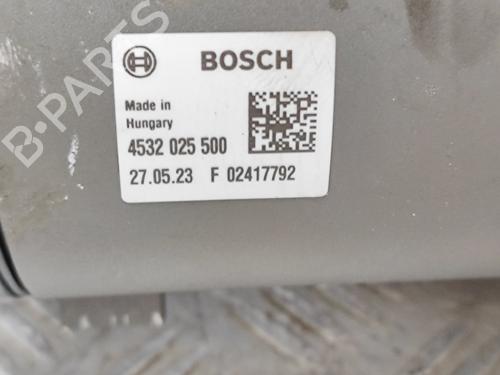 B-PARTS
BOSCH
Made in
Hungary
4532 025 500
27.05.23 F 02417792